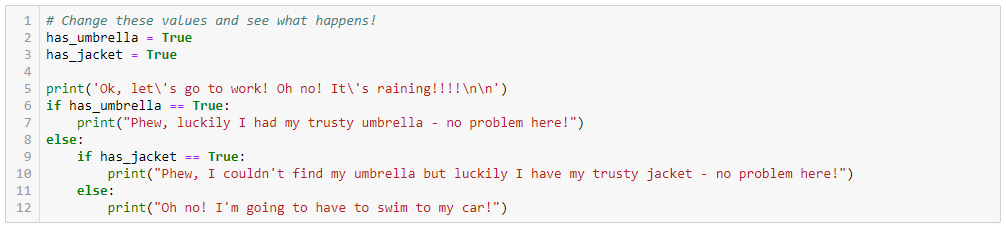 1 # Change these values and see what happens!
2 has_umbrella = True
3 has_jacket = True
4
5 print('Ok, let\'s go to work! Oh no! It\'s raining!!!!\n\n')
6 if has_umbrella == True:
7     print("Phew, luckily I had my trusty umbrella - no problem here!")
8 else:
9     if has_jacket == True:
10         print("Phew, I couldn't find my umbrella but luckily I have my trusty jacket - no problem here!")
11     else:
12         print("Oh no! I'm going to have to swim to my car!")